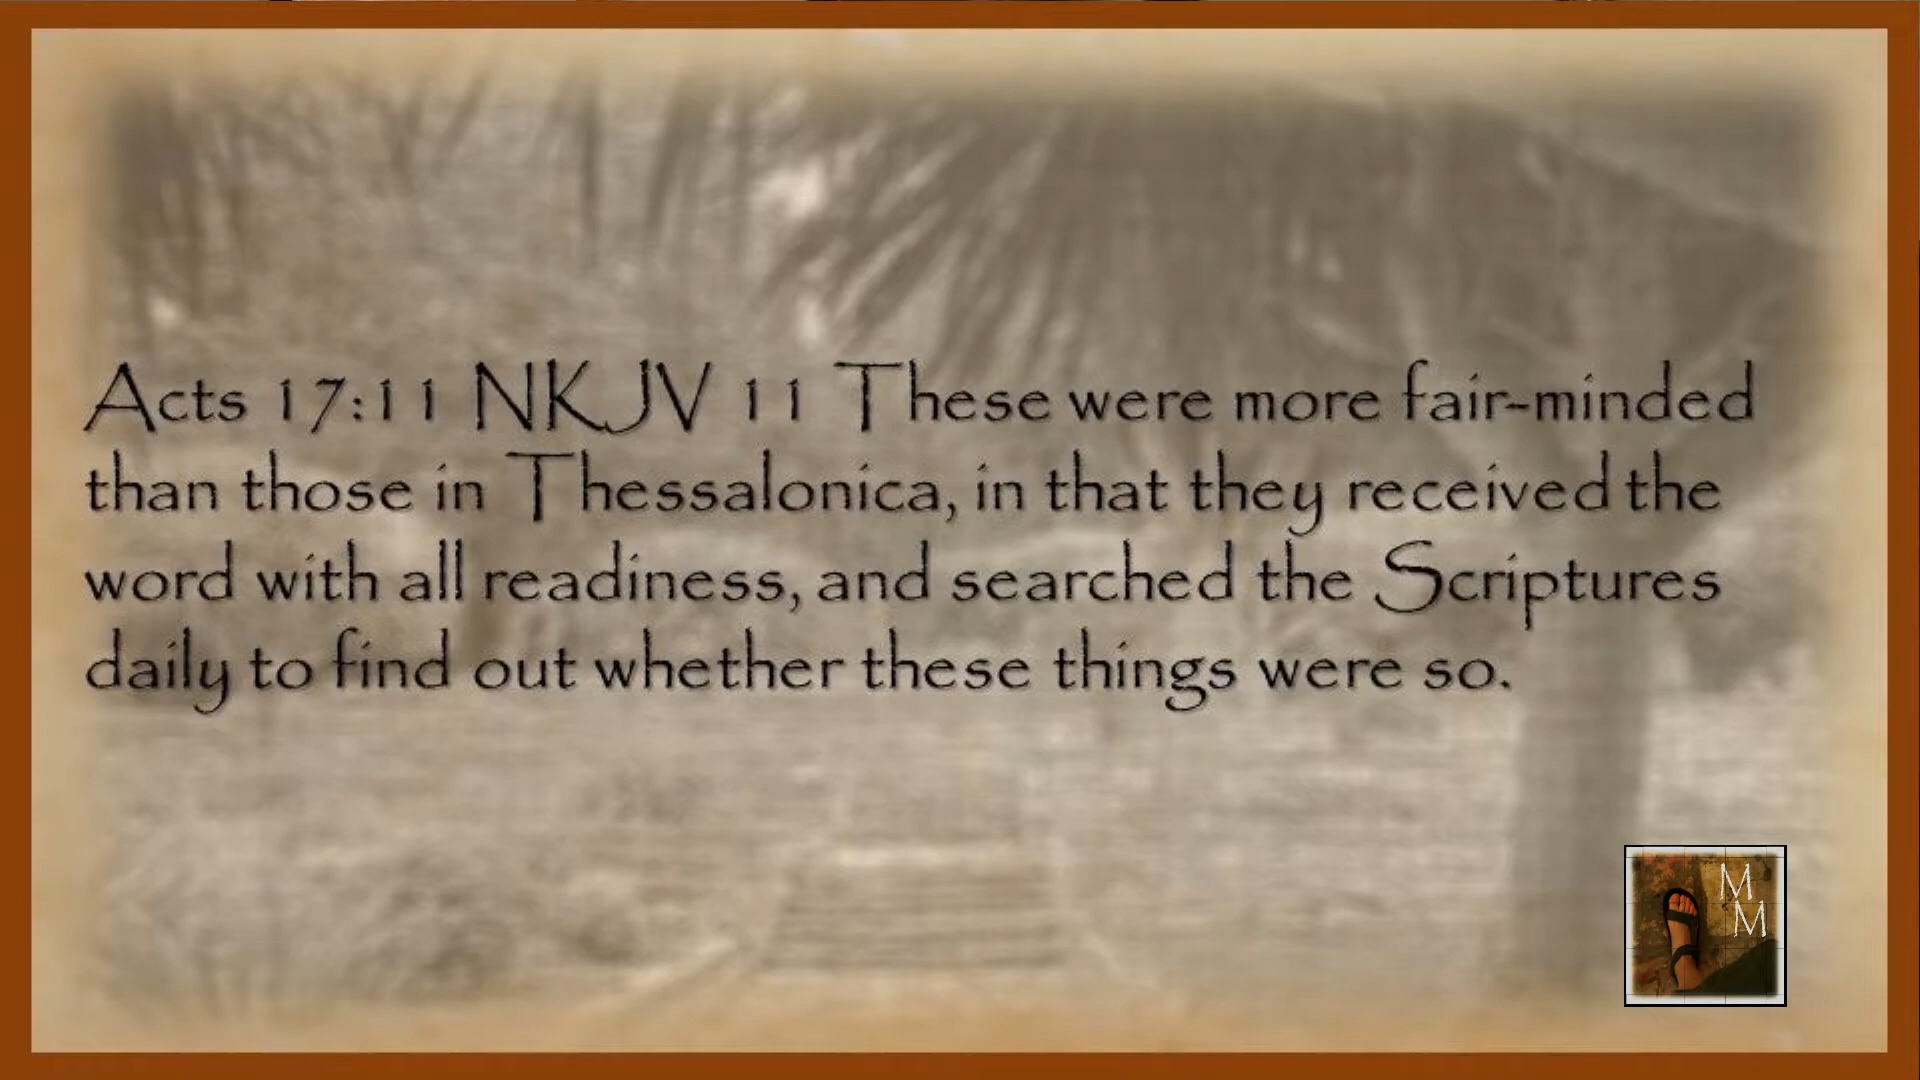 Acts 17:11 NKJV 11 These were more fair-minded
than those in Thessalonica, in that they received the
word with all readiness, and searched the Scriptures
daily to find out whether these things were so.
M
M